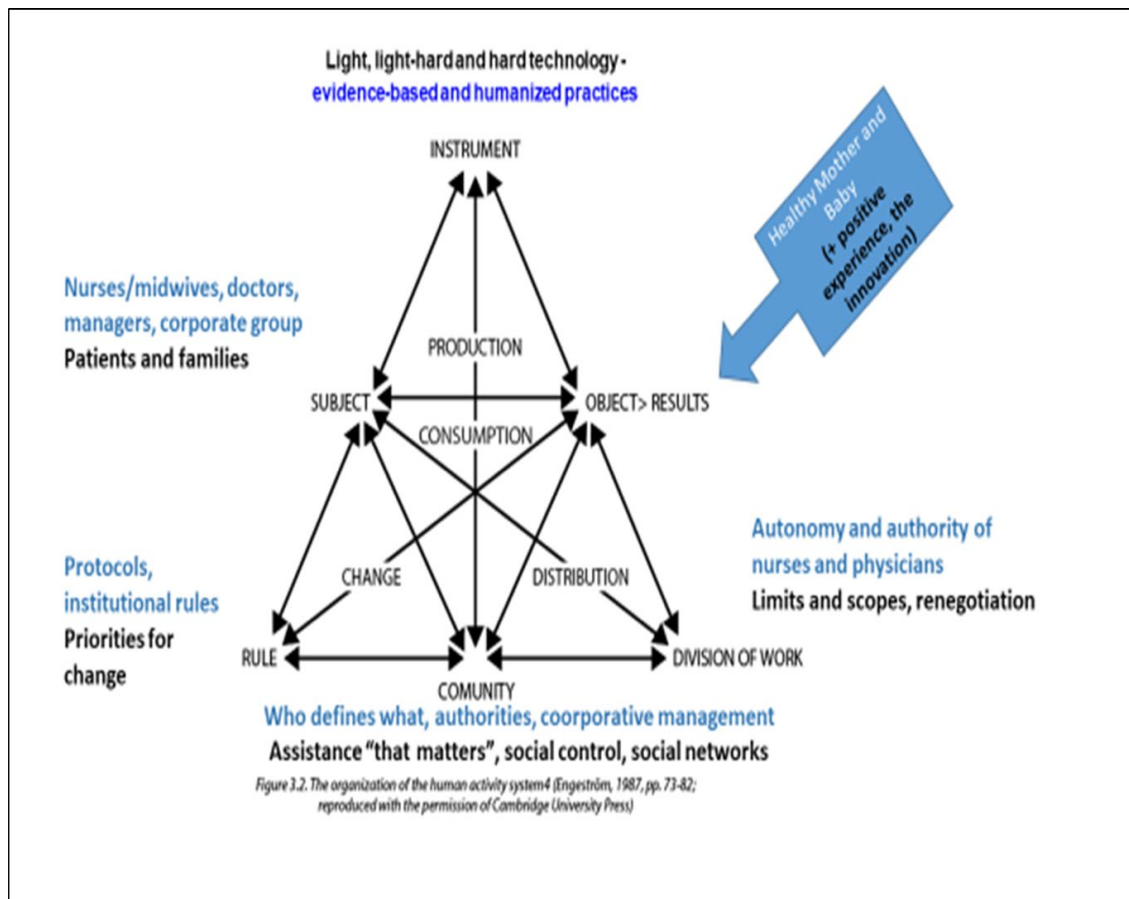 Light, light-hard and hard technology -
evidence-based and humanized practices
INSTRUMENT
Healthy Mother and
Baby
(+ positive
experience, the
innovation)
Nurses/midwives, doctors,
managers, corporate group
Patients and families
PRODUCTION
SUBJECT
OBJECT> RESULTS
CONSUMPTION
Autonomy and authority of
nurses and physicians
Limits and scopes, renegotiation
Protocols,
institutional rules
Priorities for
change
CHANGE
DISTRIBUTION
RULE
DIVISION OF WORK
COMUNITY
Who defines what, authorities, coorporative management
Assistance “that matters”, social control, social networks
Figure 3.2. The organization of the human activity system4 (Engeström, 1987, pp. 73-82;
reproduced with the permission of Cambridge University Press)